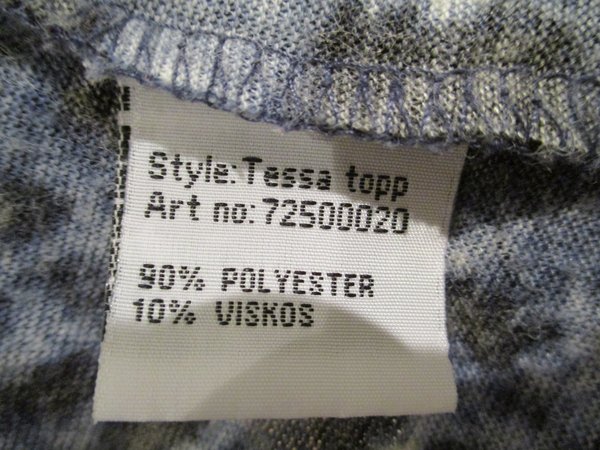 Style:Tessa topp
Art no:72500020
90% POLYESTER
10% VISKOS